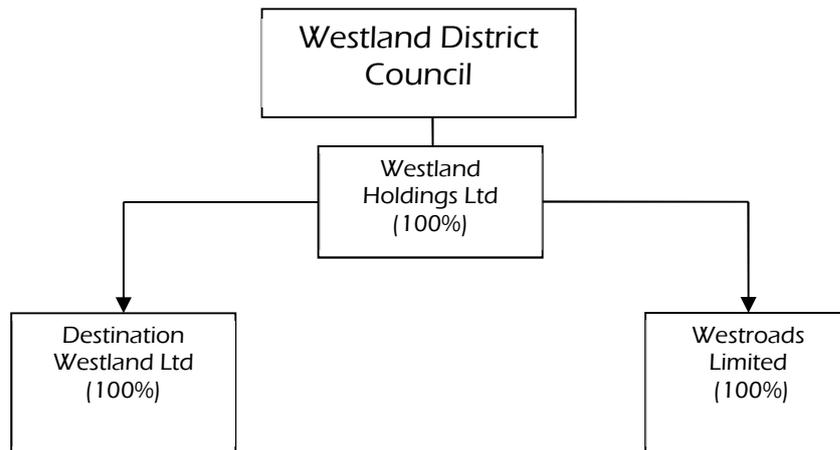 Westland District
Council
Westland
Holdings Ltd
(100%)
Destination
Westland Ltd
(100%)
Westroads
Limited
(100%)